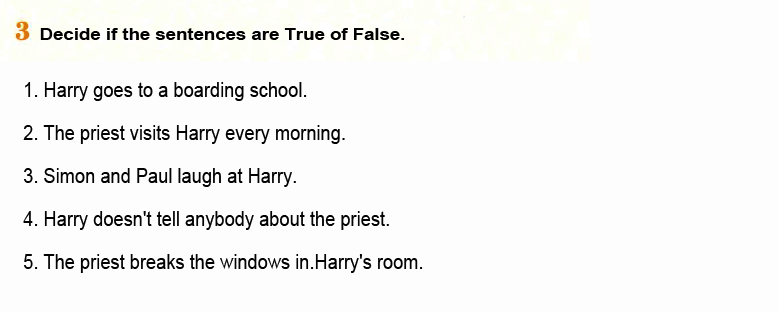 3 Decide if the sentences are True of False.
1. Harry goes to a boarding school.
2. The priest visits Harry every morning.
3. Simon and Paul laugh at Harry.
4. Harry doesn't tell anybody about the priest.
5. The priest breaks the windows in.Harry's room.